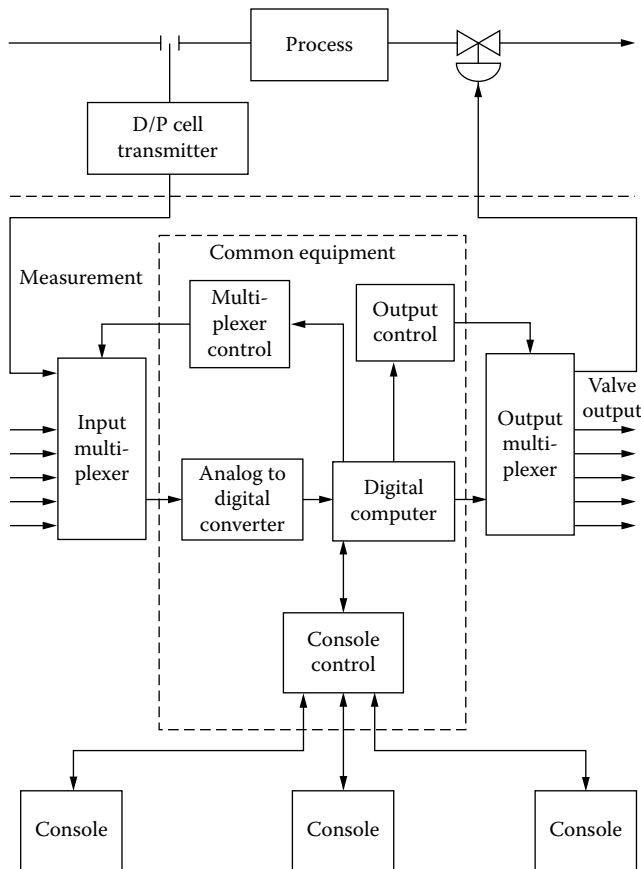 Process
D/P cell
transmitter
Common equipment
Measurement
Multi-
plexer
control
Output
control
Input
multi-
plexer
Analog to
digital
converter
Digital
computer
Output
multi-
plexer
Valve
output
Console
control
Console
Console
Console